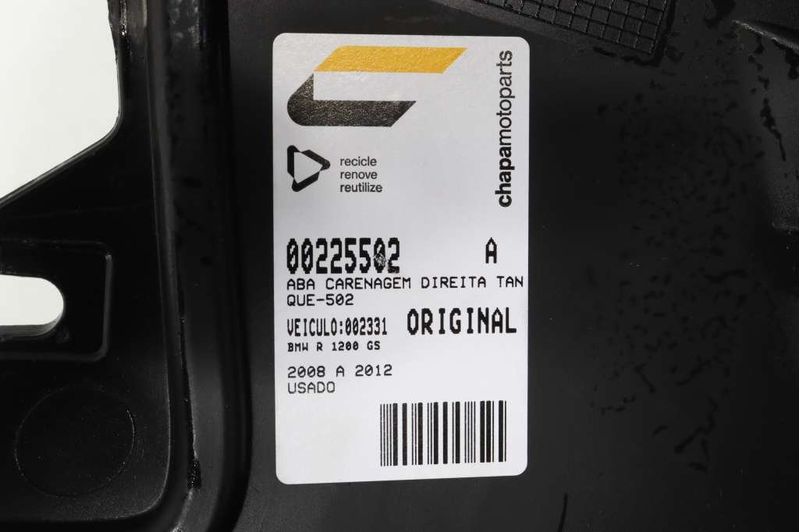 chapamotoparts
recicle
renove
reutilize
00225502 A
ABA CARENAGEM DIREITA TAN
QUE-502
VEICULO:002331 ORIGINAL
BMW R 1200 GS
2008 A 2012
USADO